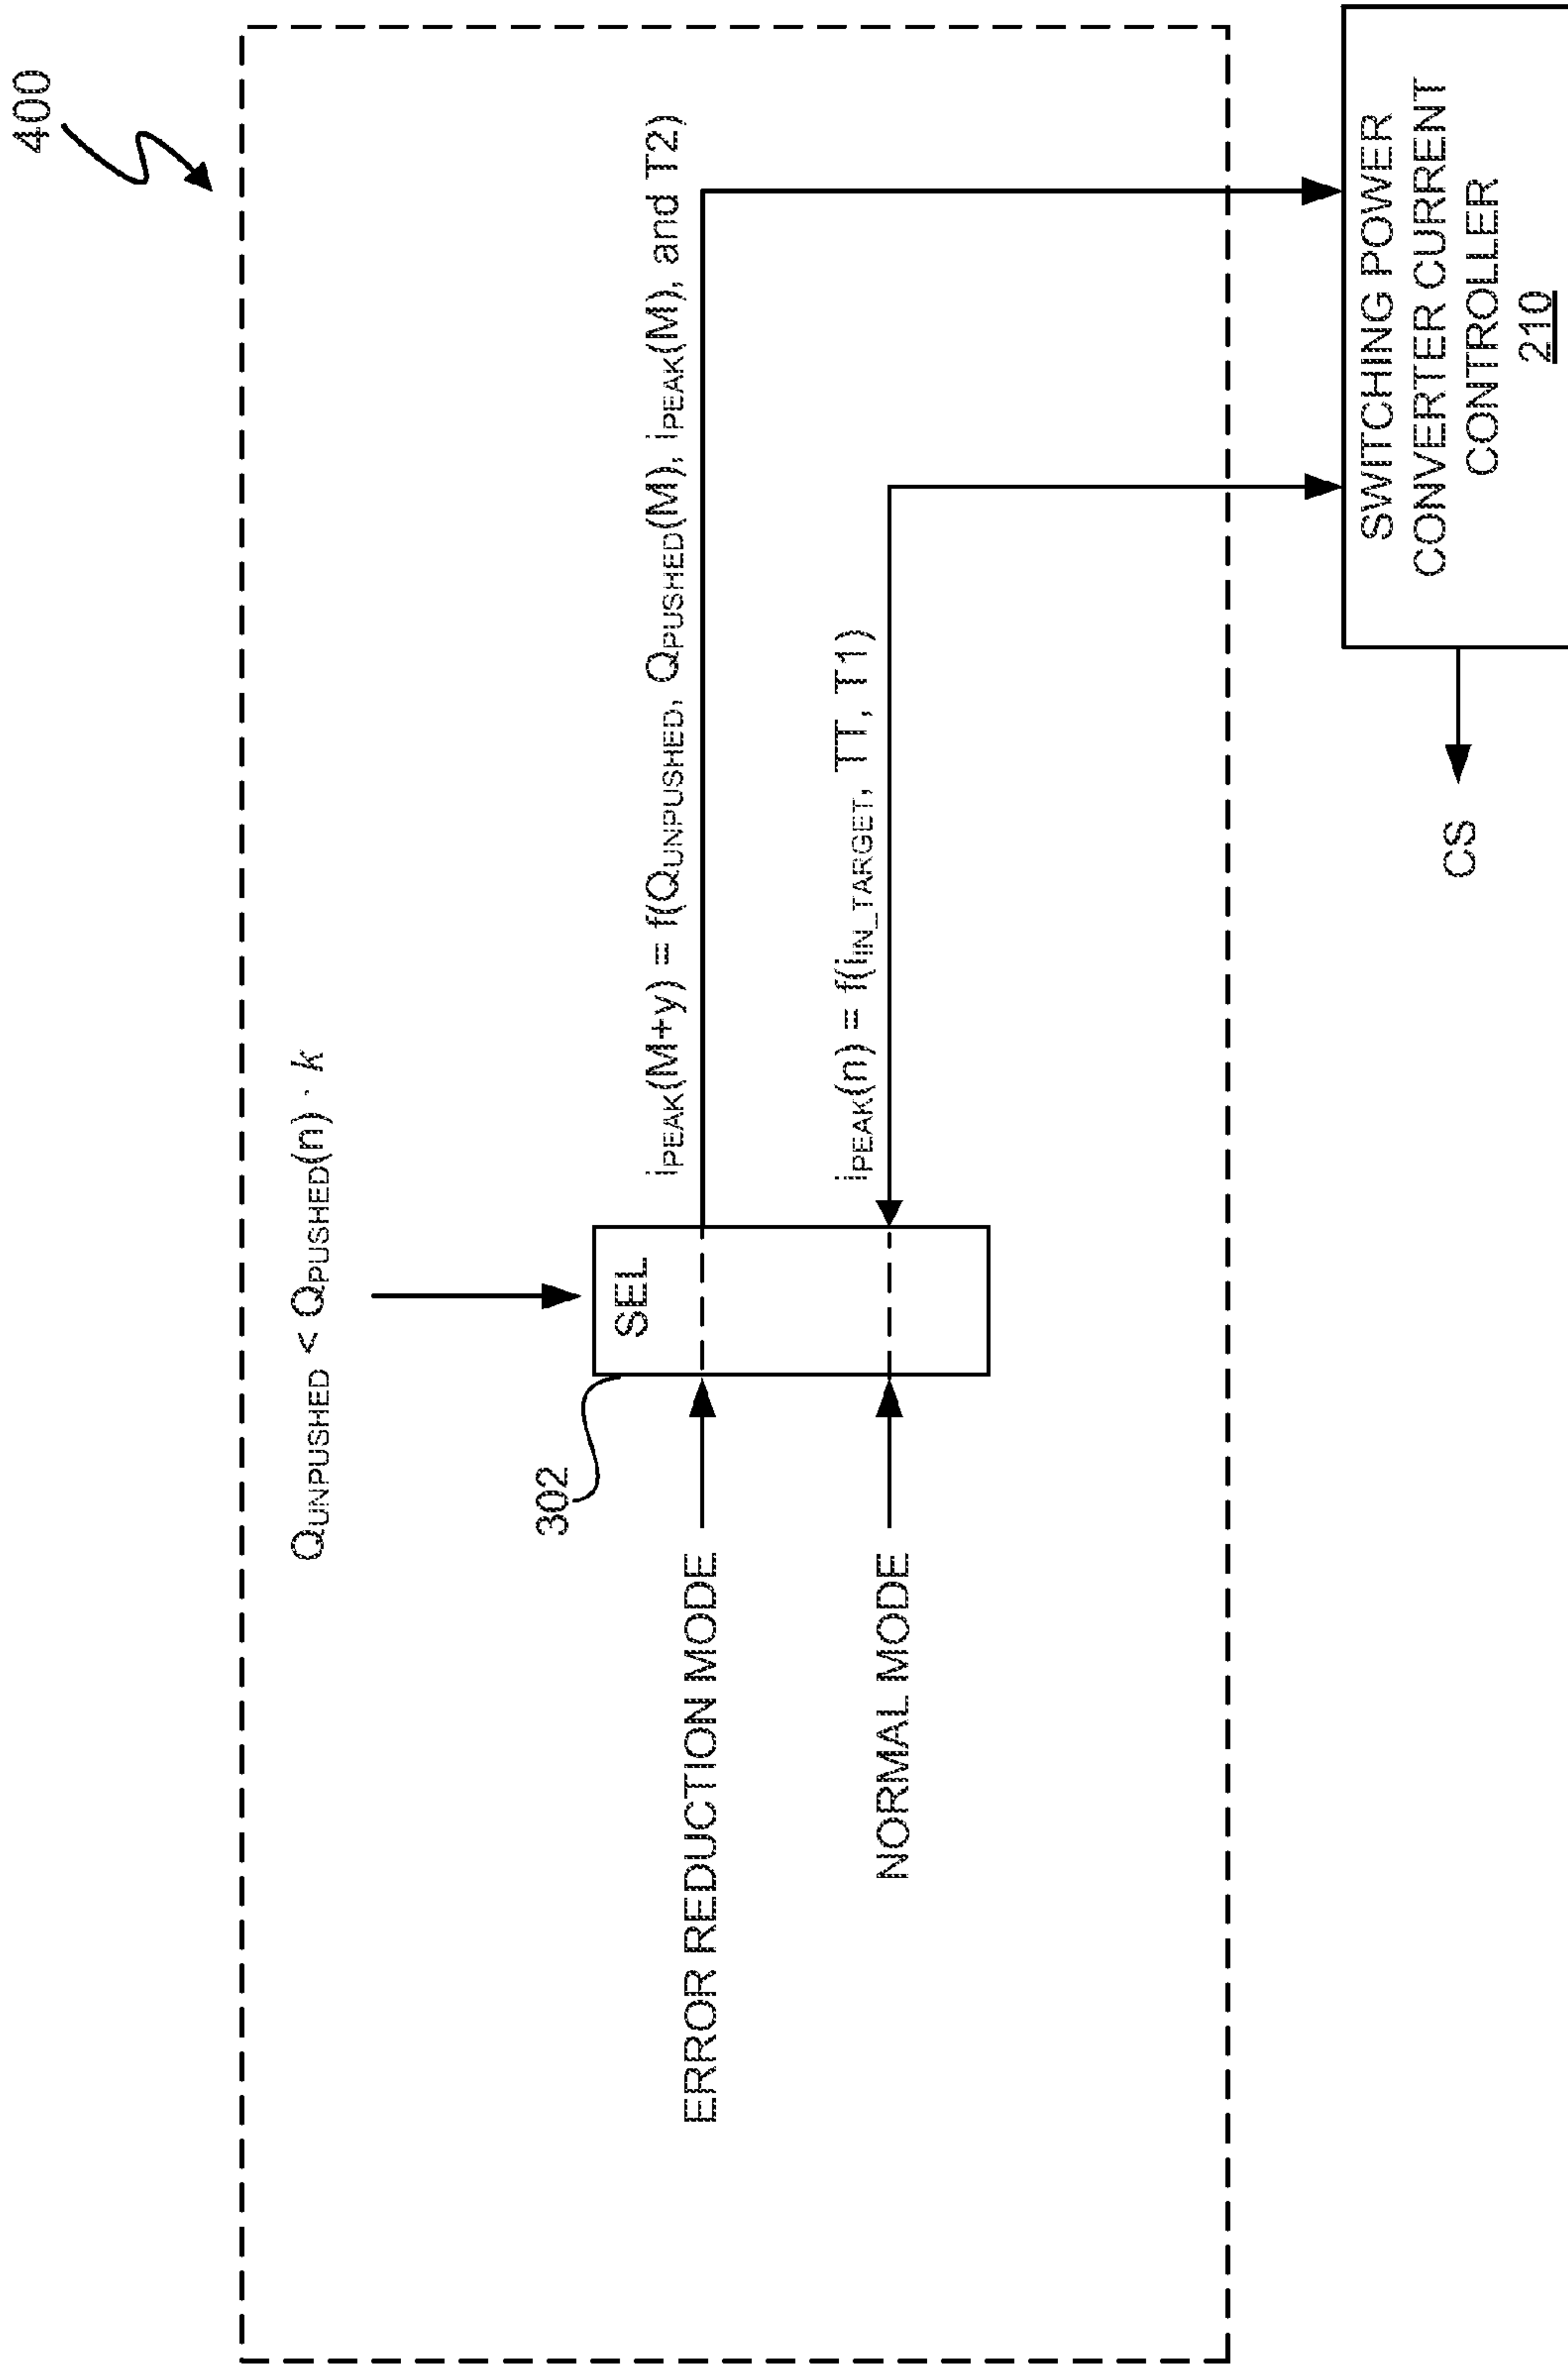 400
Q_UNPUSHED < Q_PUSHED(n) · k
302
SEL
i_PEAK(M+y) = f(Q_UNPUSHED, Q_PUSHED(M), i_PEAK(M), and T2)
ERROR REDUCTION MODE
i_PEAK(n) = f(i_IN_TARGET, T̅T̅, T1)
NORMAL MODE
SWITCHING POWER
CONVERTER CURRENT
CONTROLLER
210
CS